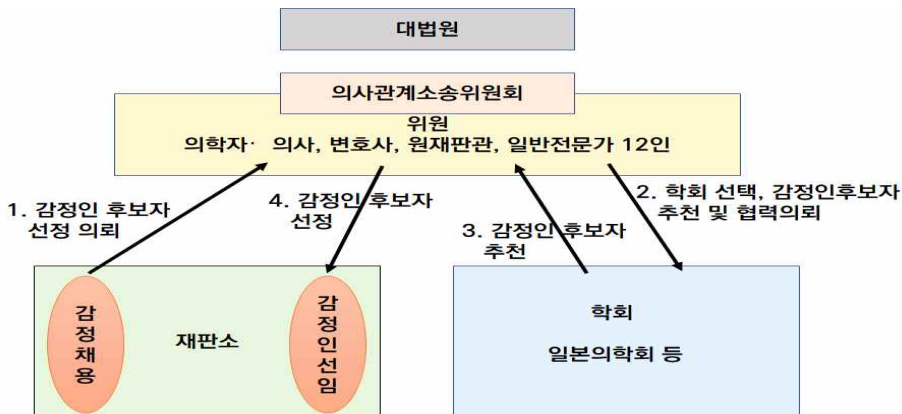 대법원
의사관계소송위원회
위원
의학자· 의사, 변호사, 원재판관, 일반전문가 12인
1. 감정인 후보자
선정 의뢰
4. 감정인 후보자
선정
3. 감정인 후보자
추천
2. 학회 선택, 감정인후보자
추천 및 협력의뢰
감정채용
재판소
감정인선임
학회
일본의학회 등